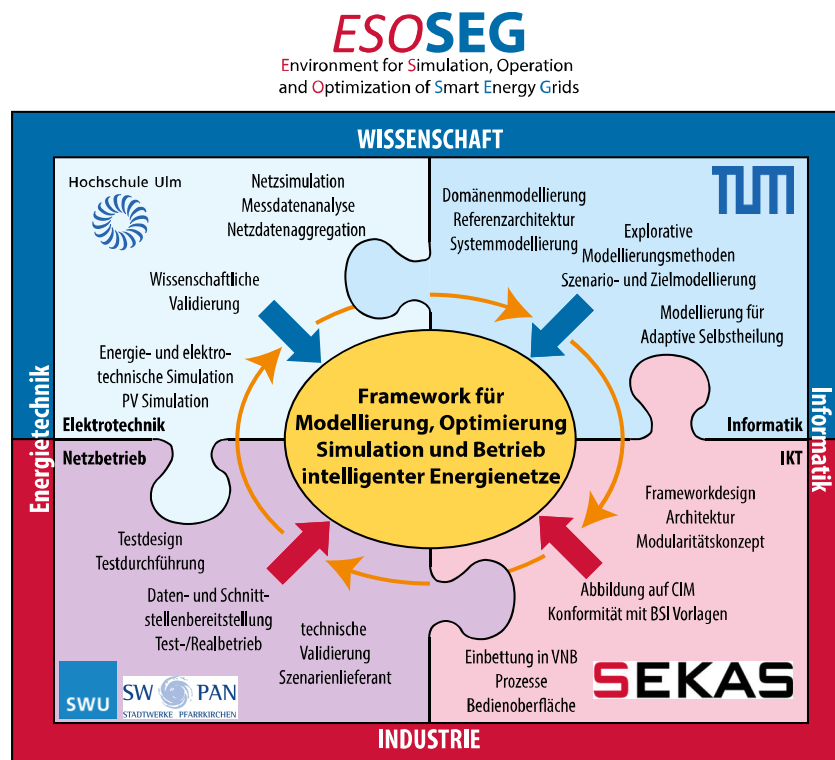 ESOSEG
Environment for Simulation, Operation
and Optimization of Smart Energy Grids
WISSENSCHAFT
Energietechnik
Informatik
Hochschule Ulm
Netzsimulation
Messdatenanalyse
Netzdatenaggregation
Wissenschaftliche
Validierung
Energie- und elektro-
technische Simulation
PV Simulation
Elektrotechnik
TUM
Domänenmodellierung
Referenzarchitektur
Systemmodellierung
Explorative
Modellierungsmethoden
Szenario- und Zielmodellierung
Modellierung für
Adaptive Selbstheilung
Informatik
Framework für
Modellierung, Optimierung
Simulation und Betrieb
intelligenter Energienetze
Netzbetrieb
Testdesign
Testdurchführung
Daten- und Schnitt-
stellenbereitstellung
Test-/Realbetrieb
technische
Validierung
Szenarienlieferant
SWU
SW PAN
STADTWERKE PFARRKIRCHEN
IKT
Frameworkdesign
Architektur
Modularitätskonzept
Abbildung auf CIM
Konformität mit BSI Vorlagen
Einbettung in VNB
Prozesse
Bedienoberfläche
SEKAS
INDUSTRIE